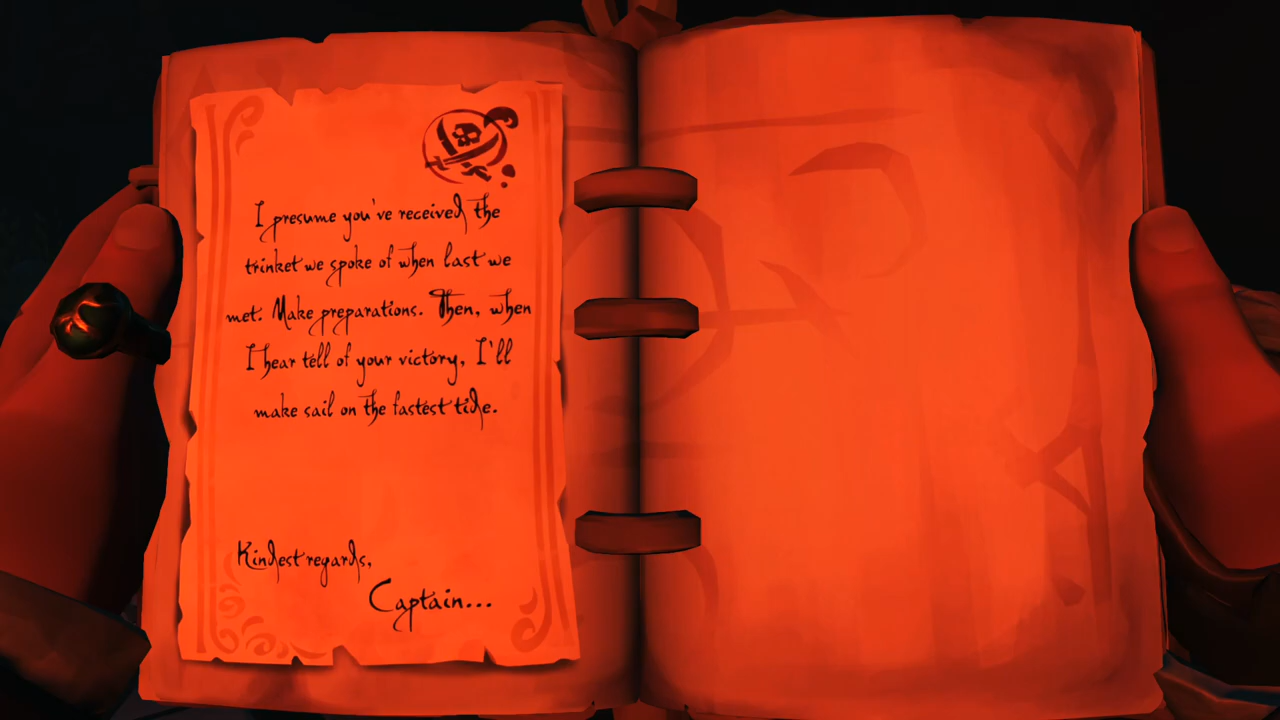 I presume you've received the
trinket we spoke of when last we
met. Make preparations. Then, when
I hear tell of your victory, I'll
make sail on the fastest tide.
Kindest regards,
Captain...